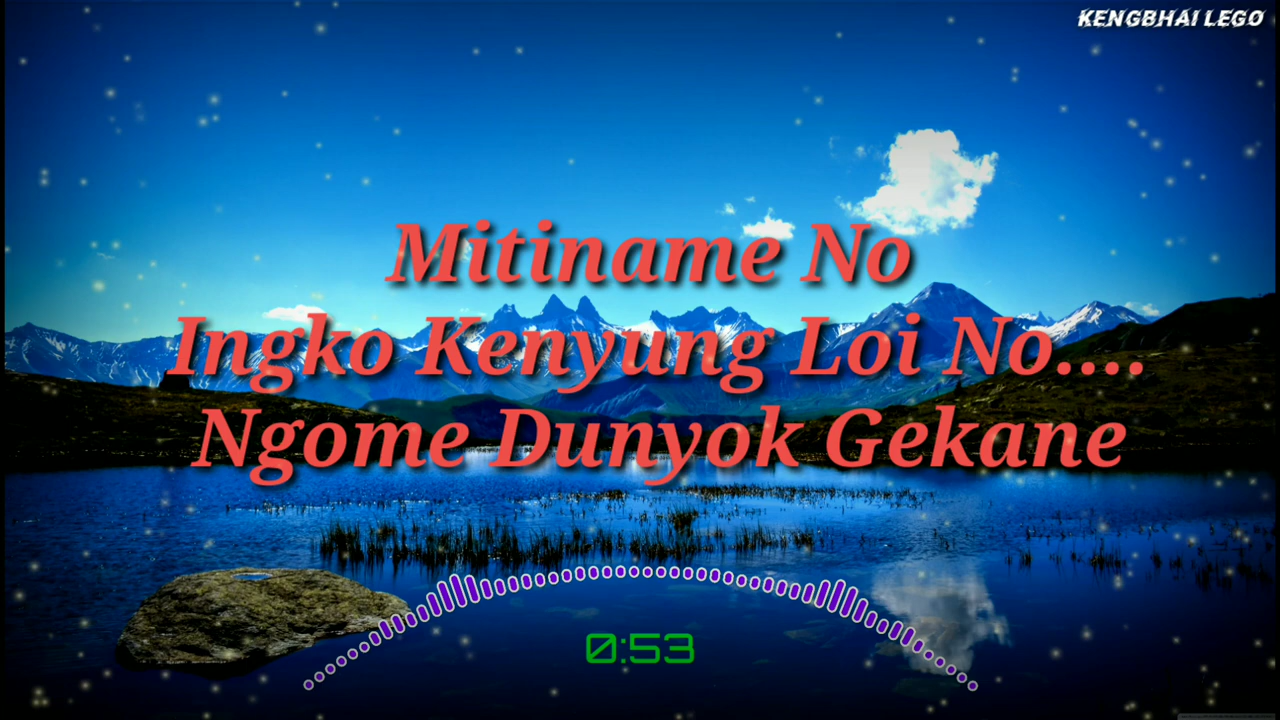 KENGBHAI LEGO
Mitiname No
Ingko Kenyung Loi No....
Ngome Dunyok Gekane
0:53